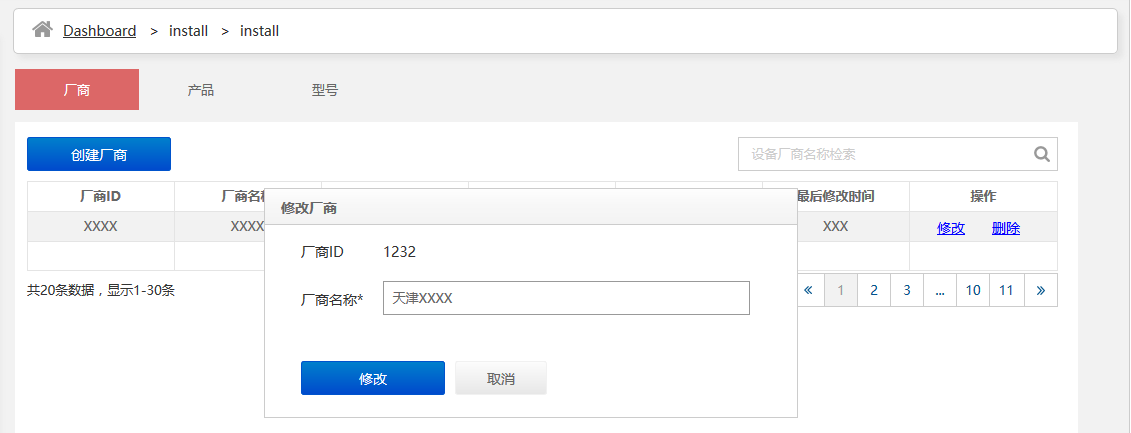 Dashboard > install > install
厂商 产品 型号
创建厂商 设备厂商名称检索
厂商ID 厂商名 最后修改时间 操作
XXXX XXXX XXX 修改 删除
修改厂商
厂商ID 1232
厂商名称* 天津XXXX
修改 取消
共20条数据，显示1-30条 « 1 2 3 ... 10 11 »